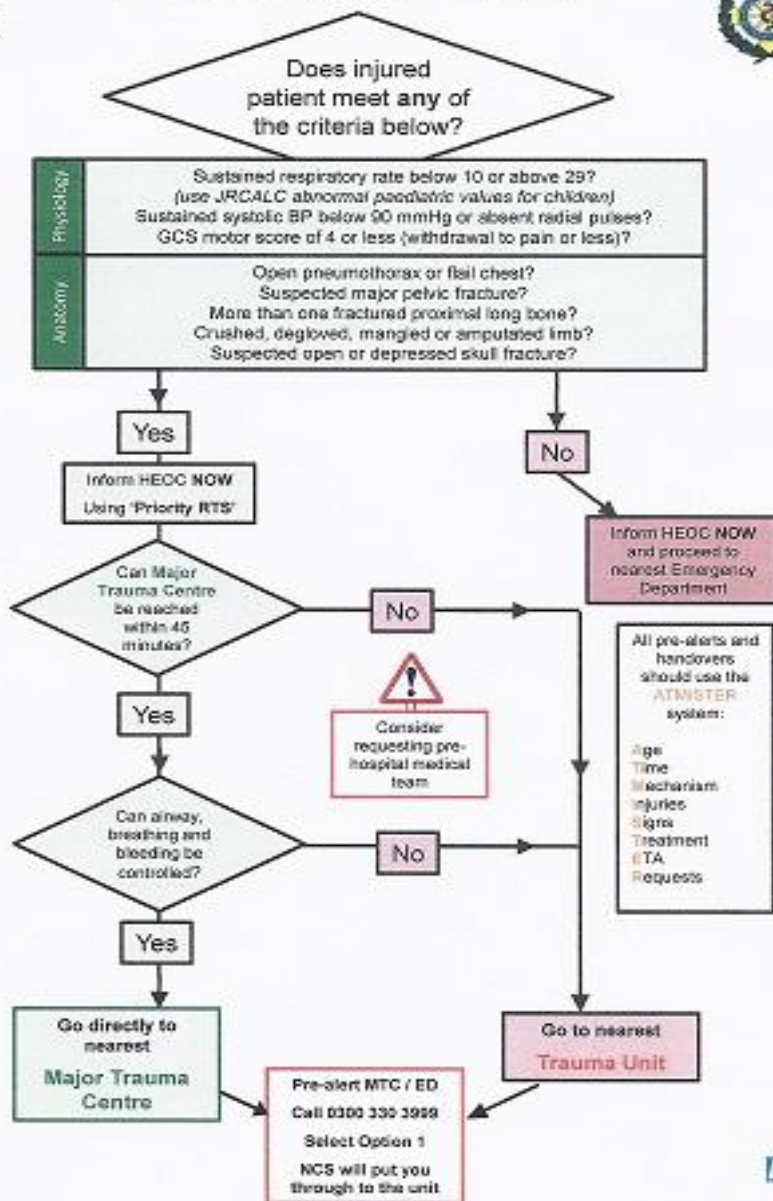 Does injured
patient meet any of
the criteria below?
Physiology
Sustained respiratory rate below 10 or above 29?
(use JRCALC abnormal paediatric values for children)
Sustained systolic BP below 90 mmHg or absent radial pulses?
GCS motor score of 4 or less (withdrawal to pain or less)?
Anatomy
Open pneumothorax or flail chest?
Suspected major pelvic fracture?
More than one fractured proximal long bone?
Crushed, degloved, mangled or amputated limb?
Suspected open or depressed skull fracture?
Yes
No
Inform HEOC NOW
Using 'Priority RTS'
Inform HEOC NOW
and proceed to
nearest Emergency
Department
Can Major
Trauma Centre
be reached
within 45
minutes?
No
All pre-alerts and
handovers
should use the
ATMISTER
system:
Age
Time
Mechanism
Injuries
Signs
Treatment
ETA
Requests
Yes
!
Consider
requesting pre-
hospital medical
team
Can airway,
breathing and
bleeding be
controlled?
No
Yes
Go directly to
nearest
Major Trauma
Centre
Go to nearest
Trauma Unit
Pre-alert MTC / ED
Call 0300 330 3999
Select Option 1
NCS will put you
through to the unit